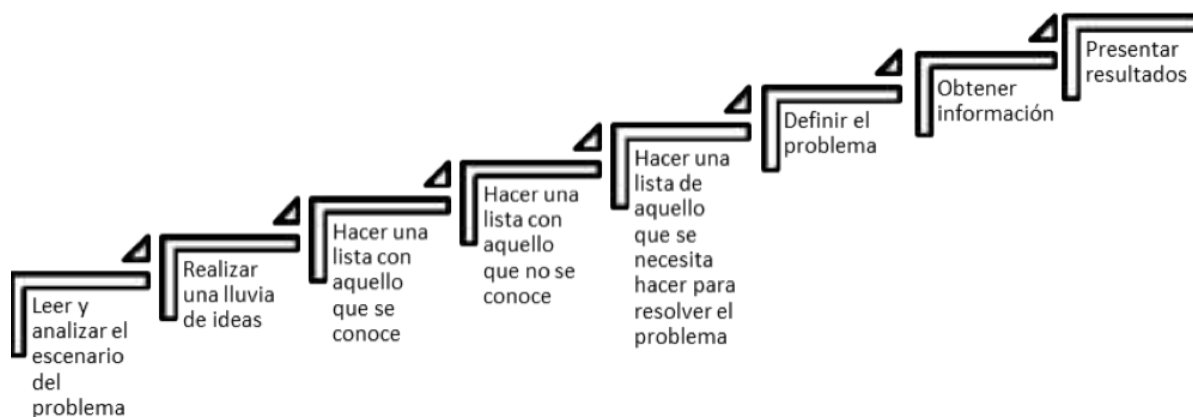 Leer y
analizar el
escenario
del
problema
Realizar
una lluvia
de ideas
Hacer una
lista con
aquello
que se
conoce
Hacer una
lista con
aquello
que no se
conoce
Hacer una
lista de
aquello
que se
necesita
hacer para
resolver el
problema
Definir el
problema
Obtener
información
Presentar
resultados